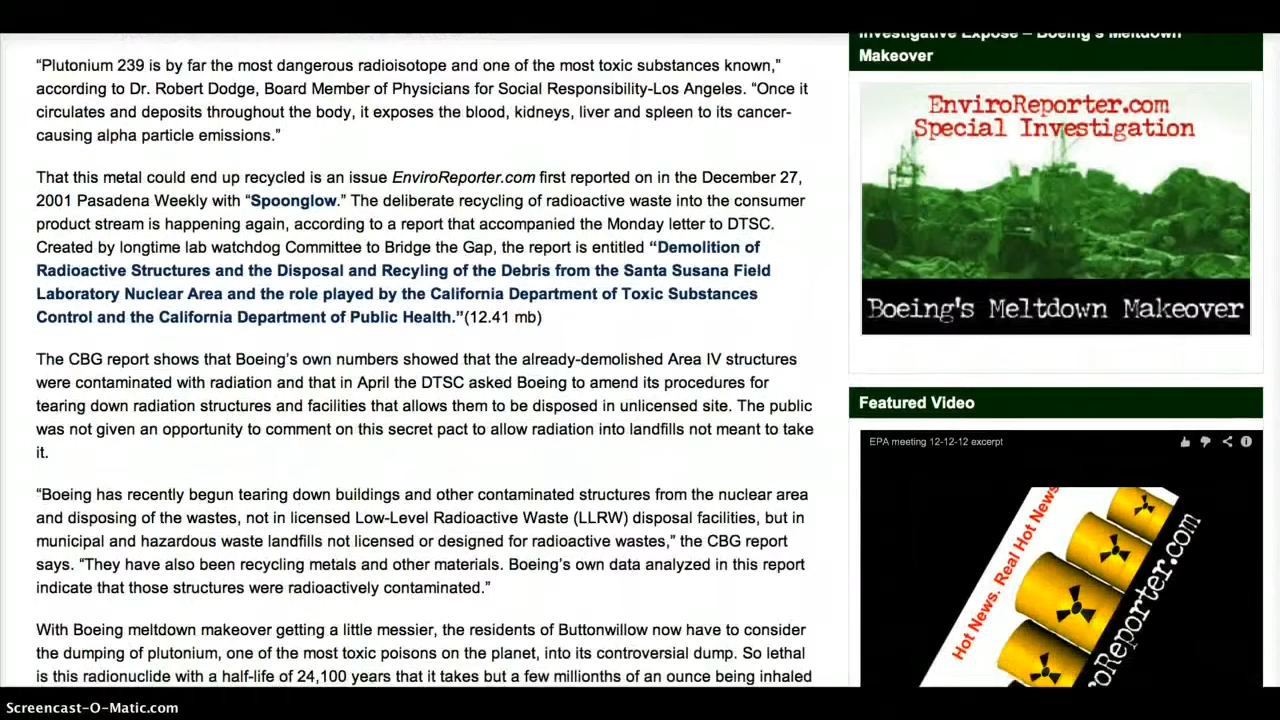 “Plutonium 239 is by far the most dangerous radioisotope and one of the most toxic substances known,”
according to Dr. Robert Dodge, Board Member of Physicians for Social Responsibility-Los Angeles. “Once it
circulates and deposits throughout the body, it exposes the blood, kidneys, liver and spleen to its cancer-
causing alpha particle emissions.”
That this metal could end up recycled is an issue EnviroReporter.com first reported on in the December 27,
2001 Pasadena Weekly with “Spoonglow.” The deliberate recycling of radioactive waste into the consumer
product stream is happening again, according to a report that accompanied the Monday letter to DTSC.
Created by longtime lab watchdog Committee to Bridge the Gap, the report is entitled “Demolition of
Radioactive Structures and the Disposal and Recyling of the Debris from the Santa Susana Field
Laboratory Nuclear Area and the role played by the California Department of Toxic Substances
Control and the California Department of Public Health.”(12.41 mb)
The CBG report shows that Boeing’s own numbers showed that the already-demolished Area IV structures
were contaminated with radiation and that in April the DTSC asked Boeing to amend its procedures for
tearing down radiation structures and facilities that allows them to be disposed in unlicensed site. The public
was not given an opportunity to comment on this secret pact to allow radiation into landfills not meant to take
it.
“Boeing has recently begun tearing down buildings and other contaminated structures from the nuclear area
and disposing of the wastes, not in licensed Low-Level Radioactive Waste (LLRW) disposal facilities, but in
municipal and hazardous waste landfills not licensed or designed for radioactive wastes,” the CBG report
says. “They have also been recycling metals and other materials. Boeing’s own data analyzed in this report
indicate that those structures were radioactively contaminated.”
With Boeing meltdown makeover getting a little messier, the residents of Buttonwillow now have to consider
the dumping of plutonium, one of the most toxic poisons on the planet, into its controversial dump. So lethal
is this radionuclide with a half-life of 24,100 years that it takes but a few millionths of an ounce being inhaled
Investigative Expose – Boeing’s Meltdown
Makeover
EnviroReporter.com
Special Investigation
Boeing's Meltdown Makeover
Featured Video
EPA meeting 12-12-12 excerpt
Hot News. Real Hot News
roReporter.com
Screencast-O-Matic.com